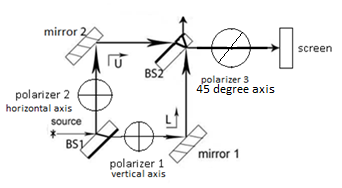 mirror 2
U
BS2
screen
polarizer 3
45 degree axis
polarizer 2
horizontal axis
source
BS1
L
polarizer 1
vertical axis
mirror 1